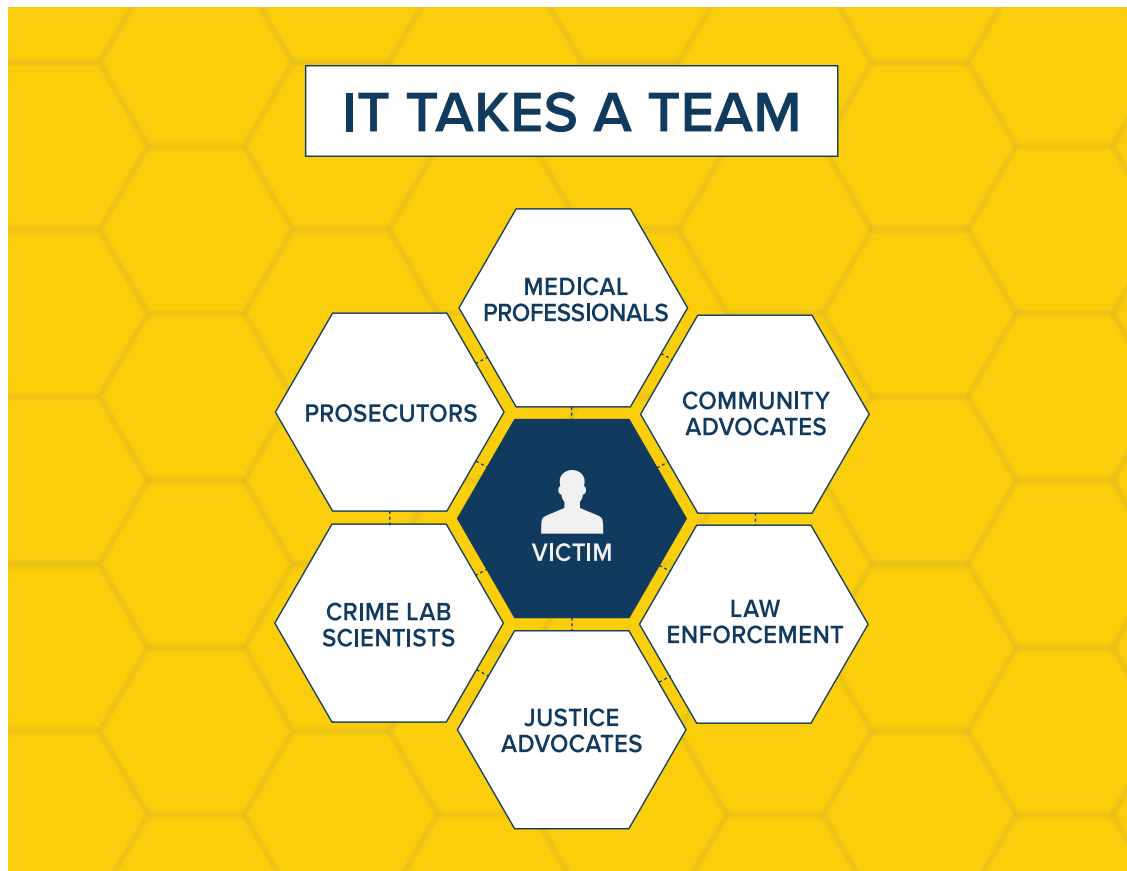 IT TAKES A TEAM
MEDICAL
PROFESSIONALS
PROSECUTORS
COMMUNITY
ADVOCATES
VICTIM
CRIME LAB
SCIENTISTS
LAW
ENFORCEMENT
JUSTICE
ADVOCATES